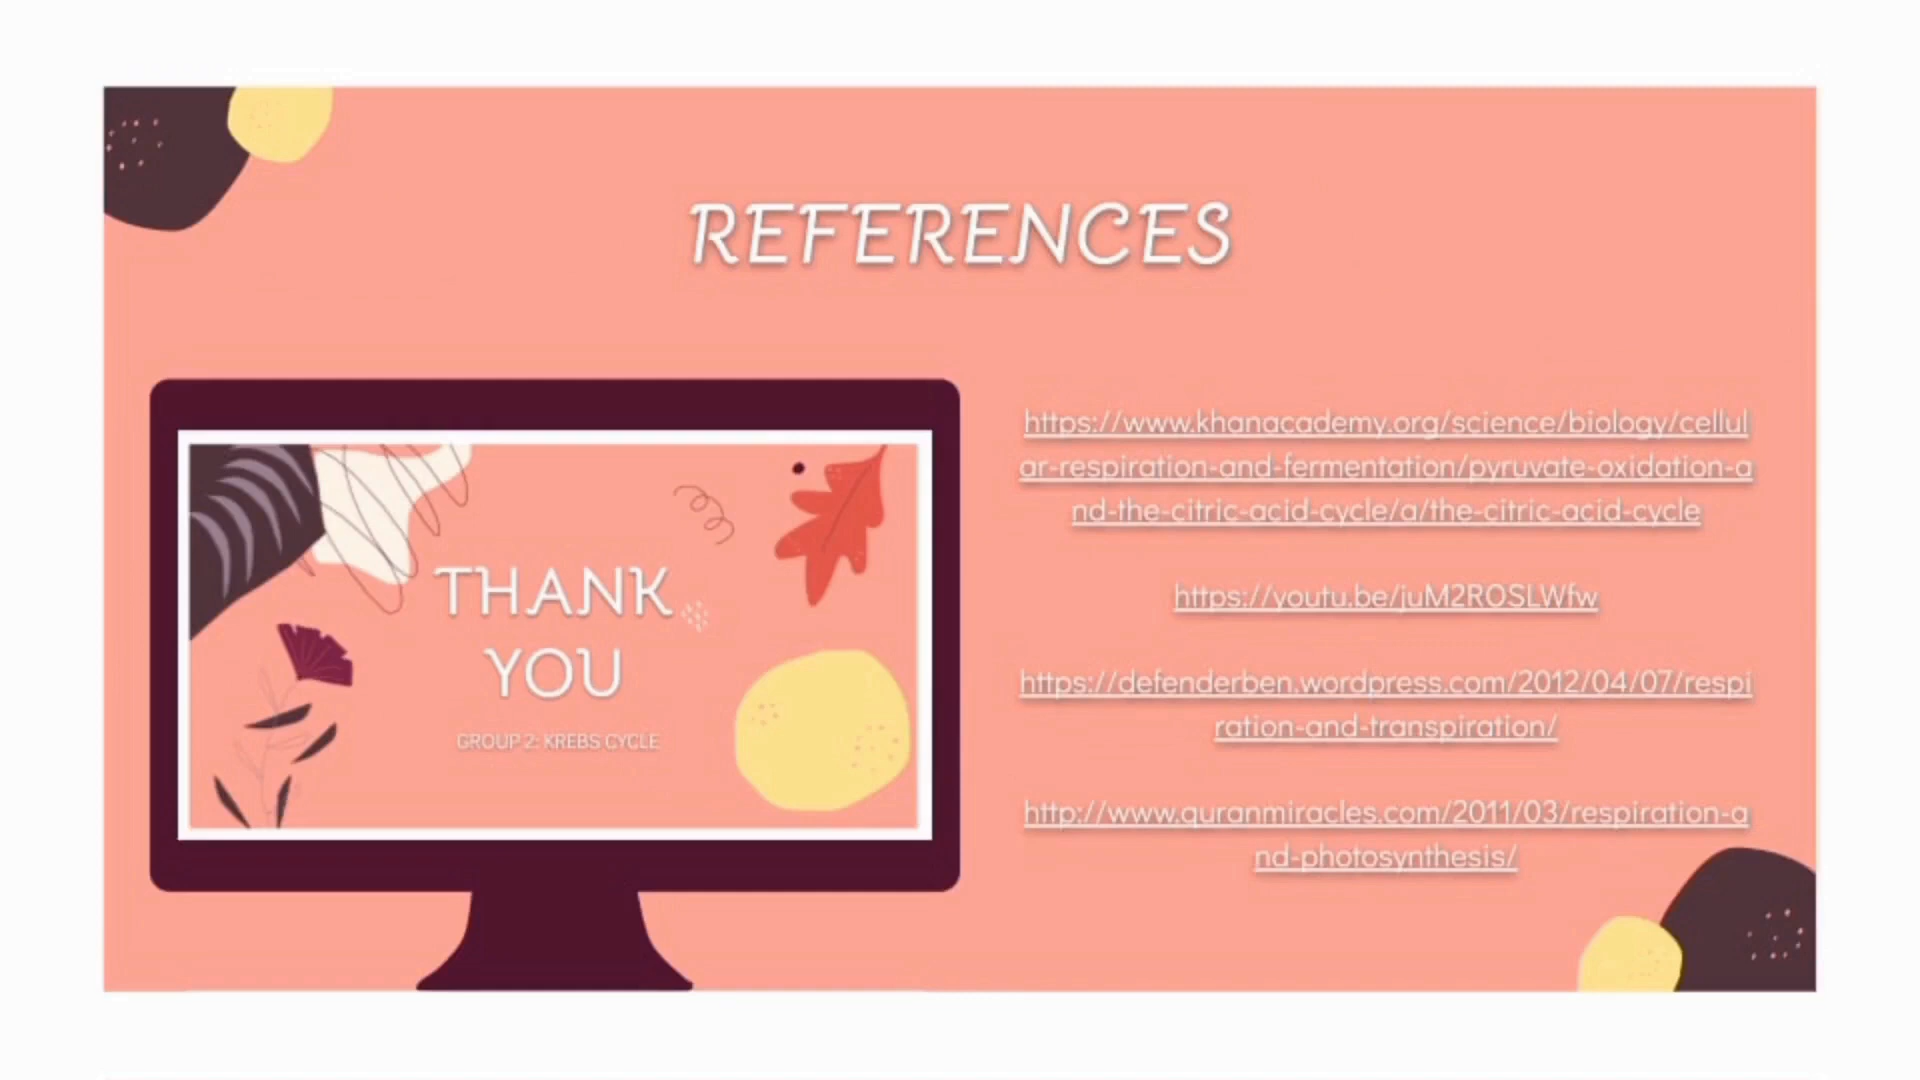 REFERENCES
THANK
YOU
GROUP 2: KREBS CYCLE
https://www.khanacademy.org/science/biology/cellul
ar-respiration-and-fermentation/pyruvate-oxidation-a
nd-the-citric-acid-cycle/a/the-citric-acid-cycle
https://youtu.be/juM2ROSLWfw
https://defenderben.wordpress.com/2012/04/07/respi
ration-and-transpiration/
http://www.quranmiracles.com/2011/03/respiration-a
nd-photosynthesis/